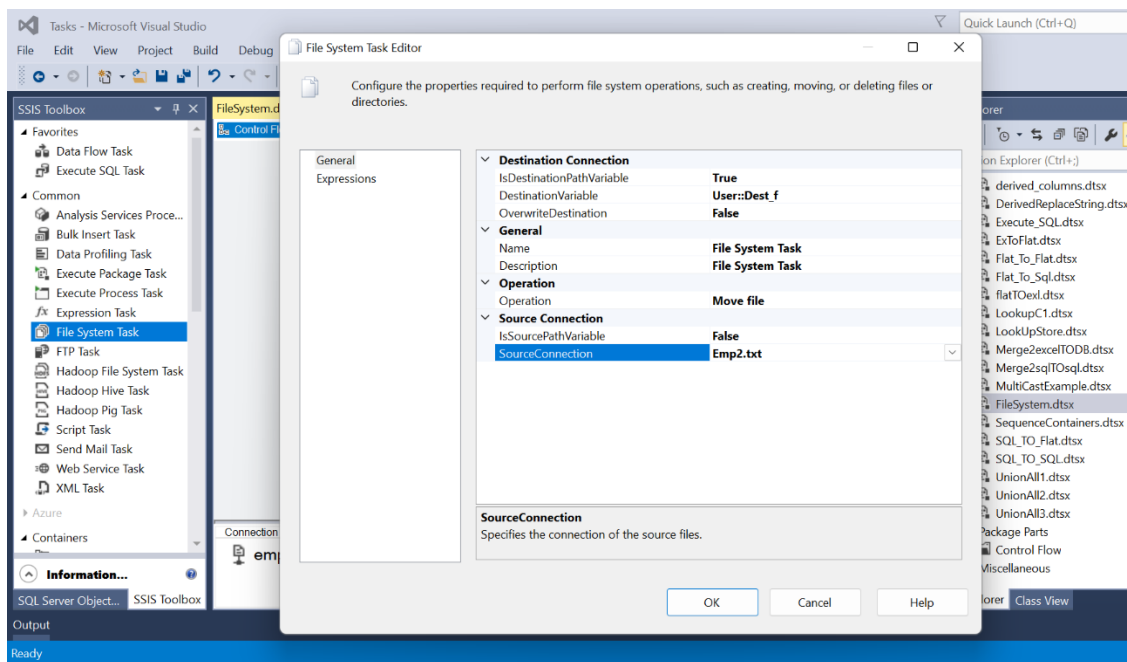 Tasks - Microsoft Visual Studio
Quick Launch (Ctrl+Q)
File Edit View Project Build Debug
SSIS Toolbox
Favorites
Data Flow Task
Execute SQL Task
Common
Analysis Services Proce...
Bulk Insert Task
Data Profiling Task
Execute Package Task
Execute Process Task
fx Expression Task
File System Task
FTP Task
Hadoop File System Task
Hadoop Hive Task
Hadoop Pig Task
Script Task
Send Mail Task
Web Service Task
XML Task
Azure
Containers
Information...
SQL Server Object... SSIS Toolbox
Output
Ready
FileSystem.d
Control Fl
Connection
emp
File System Task Editor
Configure the properties required to perform file system operations, such as creating, moving, or deleting files or
directories.
General
Expressions
Destination Connection
IsDestinationPathVariable True
DestinationVariable User::Dest_f
OverwriteDestination False
General
Name File System Task
Description File System Task
Operation
Operation Move file
Source Connection
IsSourcePathVariable False
SourceConnection Emp2.txt
SourceConnection
Specifies the connection of the source files.
OK Cancel Help
orer
on Explorer (Ctrl+;)
derived_columns.dtsx
DerivedReplaceString.dtsx
Execute_SQL.dtsx
ExToFlat.dtsx
Flat_To_Flat.dtsx
Flat_To_Sql.dtsx
flatTOexl.dtsx
LookupC1.dtsx
LookUpStore.dtsx
Merge2excelTODB.dtsx
Merge2sqlTOsql.dtsx
MultiCastExample.dtsx
FileSystem.dtsx
SequenceContainers.dtsx
SQL_TO_Flat.dtsx
SQL_TO_SQL.dtsx
UnionAll1.dtsx
UnionAll2.dtsx
UnionAll3.dtsx
Package Parts
Control Flow
Miscellaneous
lorer Class View